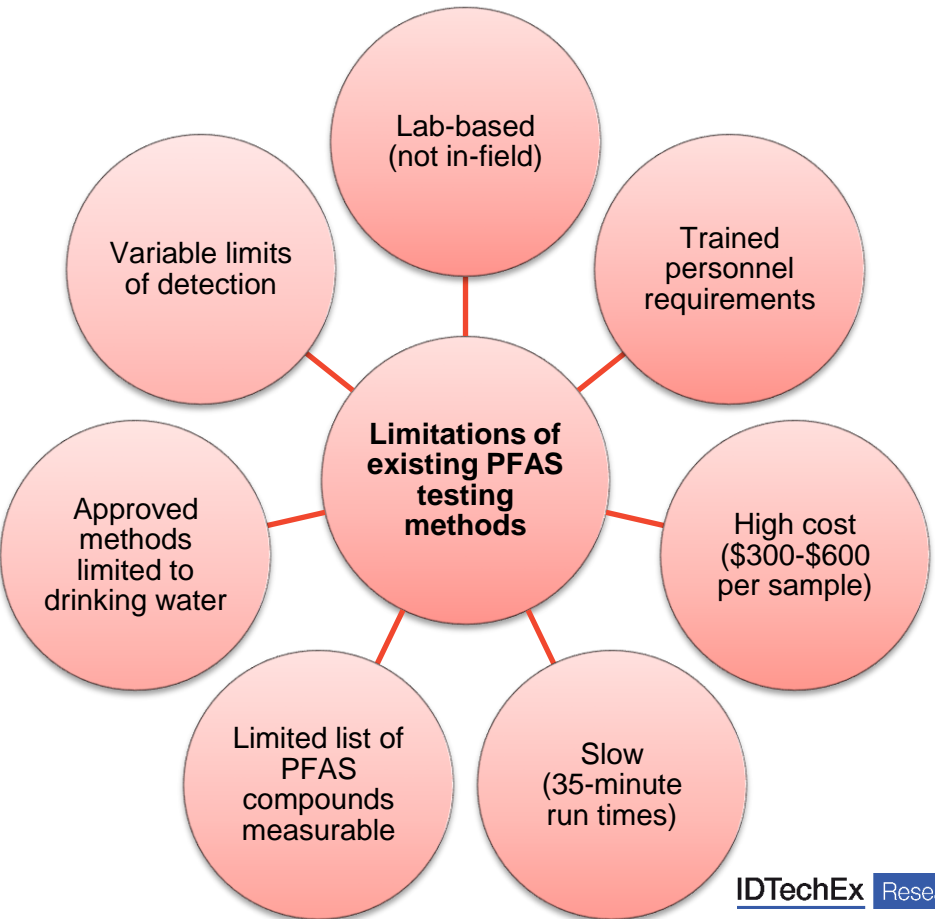 Lab-based
(not in-field)
Trained
personnel
requirements
High cost
($300-$600
per sample)
Slow
(35-minute
run times)
Limited list of
PFAS
compounds
measurable
Approved
methods
limited to
drinking water
Variable limits
of detection
Limitations of
existing PFAS
testing
methods
IDTechEx Resea